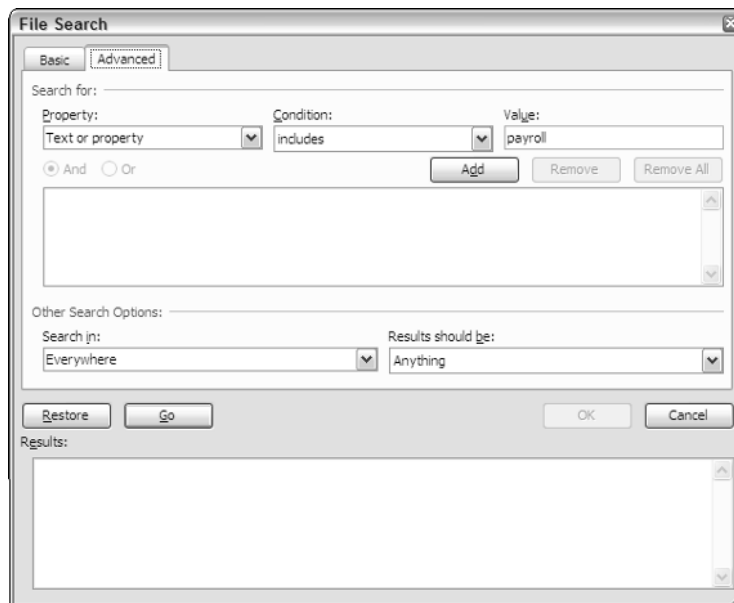 File Search
Basic Advanced
Search for:
Property: Condition: Value:
Text or property includes payroll
And Or Add Remove Remove All
Other Search Options:
Search in: Results should be:
Everywhere Anything
Restore Go OK Cancel
Results: